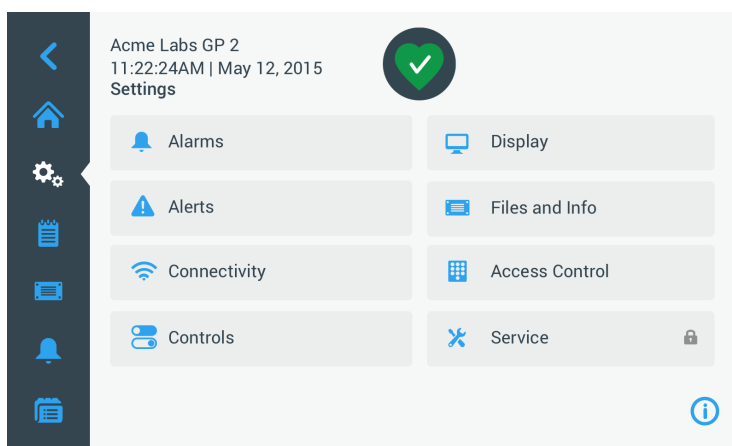 Acme Labs GP 2
11:22:24AM | May 12, 2015
Settings
Alarms
Display
Alerts
Files and Info
Connectivity
Access Control
Controls
Service